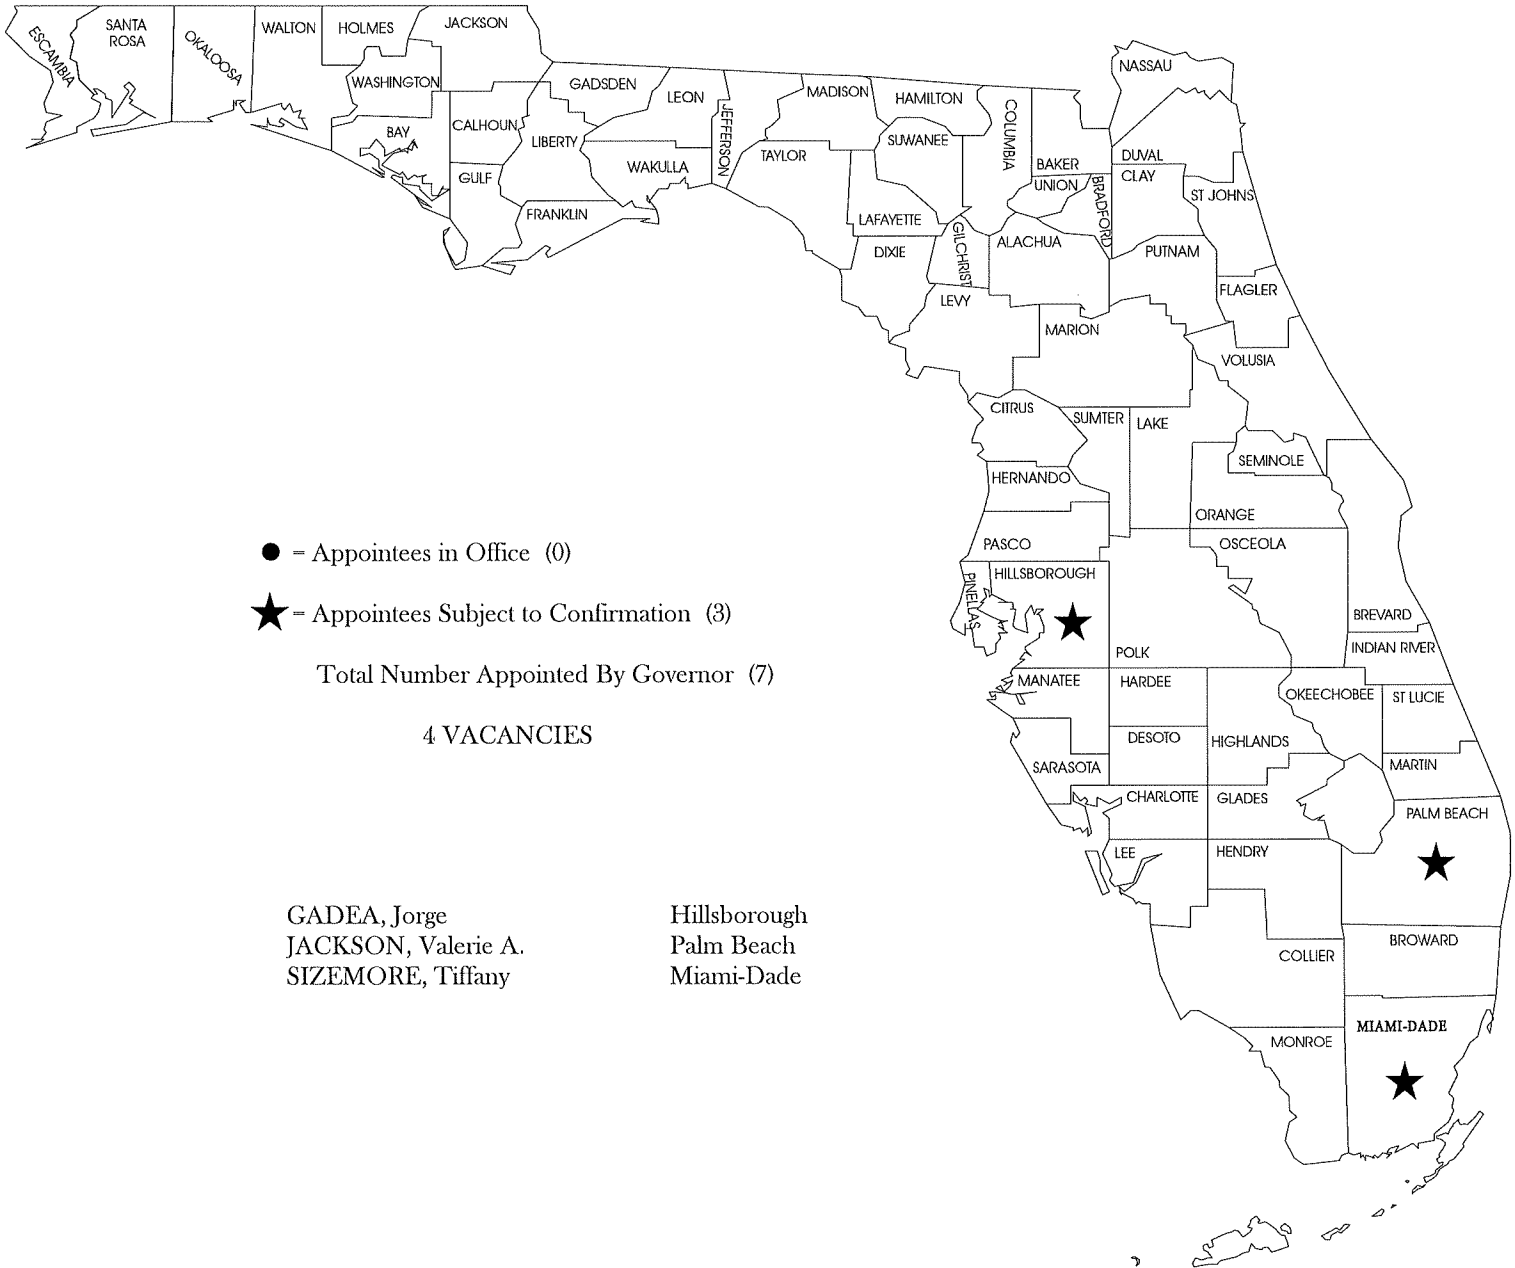 ESCAMBIA
SANTA
ROSA
OKALOOSA
WALTON
HOLMES
JACKSON
WASHINGTON
BAY
CALHOUN
GULF
GADSDEN
LIBERTY
FRANKLIN
LEON
WAKULLA
JEFFERSON
MADISON
TAYLOR
HAMILTON
SUWANEE
LAFAYETTE
DIXIE
COLUMBIA
GILCHRIST
BAKER
UNION
BRADFORD
NASSAU
DUVAL
CLAY
ST JOHNS
ALACHUA
PUTNAM
FLAGLER
LEVY
MARION
VOLUSIA
CITRUS
SUMTER
LAKE
SEMINOLE
HERNANDO
ORANGE
PASCO
OSCEOLA
PINELLAS
HILLSBOROUGH
POLK
BREVARD
INDIAN RIVER
MANATEE
HARDEE
OKEECHOBEE
ST LUCIE
DESOTO
HIGHLANDS
SARASOTA
MARTIN
CHARLOTTE
GLADES
PALM BEACH
LEE
HENDRY
BROWARD
COLLIER
MIAMI-DADE
MONROE
= Appointees in Office (0)
= Appointees Subject to Confirmation (3)
Total Number Appointed By Governor (7)
4 VACANCIES
GADEA, Jorge Hillsborough
JACKSON, Valerie A. Palm Beach
SIZEMORE, Tiffany Miami-Dade